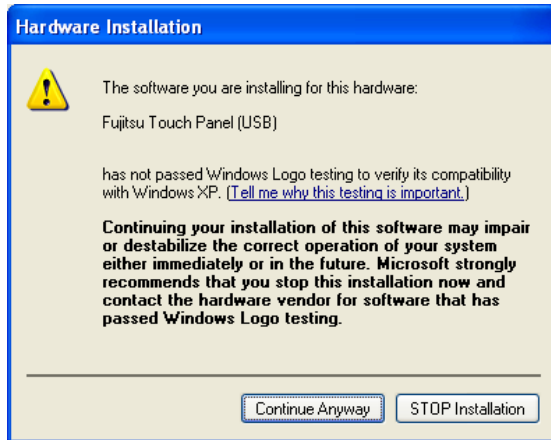 Hardware Installation
The software you are installing for this hardware:
Fujitsu Touch Panel (USB)
has not passed Windows Logo testing to verify its compatibility
with Windows XP. (Tell me why this testing is important.)
Continuing your installation of this software may impair
or destabilize the correct operation of your system
either immediately or in the future. Microsoft strongly
recommends that you stop this installation now and
contact the hardware vendor for software that has
passed Windows Logo testing.
Continue Anyway
STOP Installation